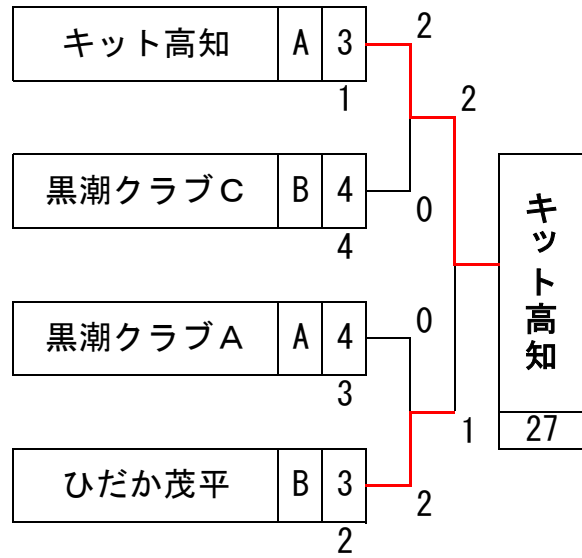 キット高知 A 3 2
1 2
黒潮クラブC B 4 0
4
キット高知
27
黒潮クラブA A 4 0
3 1
ひだか茂平 B 3 2
2